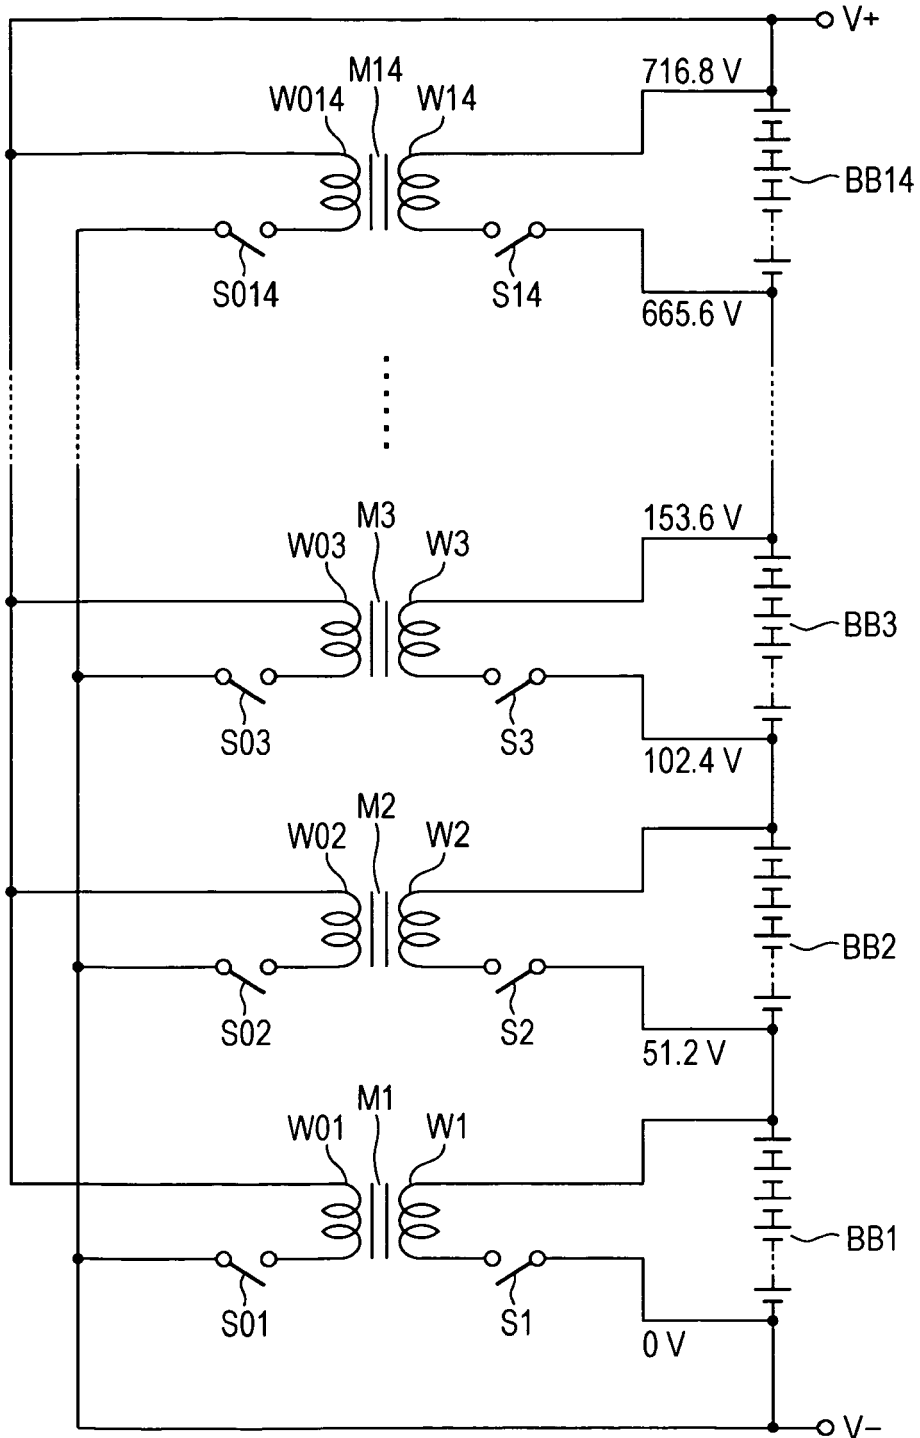 V+
716.8 V
M14
W014 W14
BB14
S014 S14
665.6 V
153.6 V
M3
W03 W3
BB3
S03 S3
102.4 V
M2
W02 W2
BB2
S02 S2
51.2 V
M1
W01 W1
BB1
S01 S1
0 V
V−